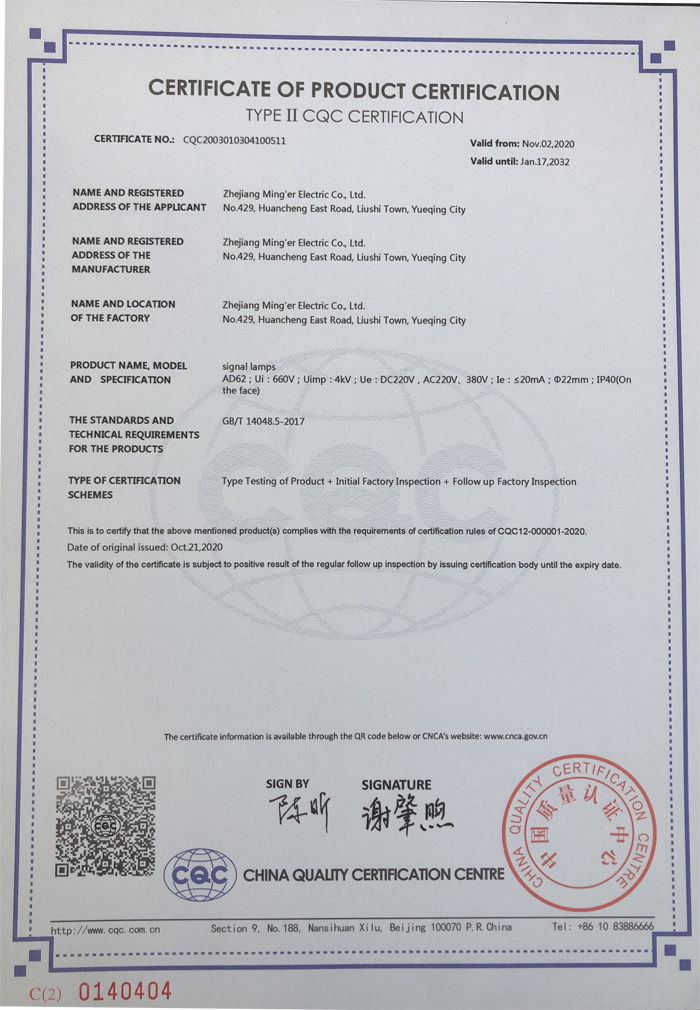 CERTIFICATE OF PRODUCT CERTIFICATION
TYPE II CQC CERTIFICATION
CERTIFICATE NO.: CQC2003010304100511
Valid from: Nov.02,2020
Valid until: Jan.17,2032
NAME AND REGISTERED
ADDRESS OF THE APPLICANT
Zhejiang Ming'er Electric Co., Ltd.
No.429, Huancheng East Road, Liushi Town, Yueqing City
NAME AND REGISTERED
ADDRESS OF THE
MANUFACTURER
Zhejiang Ming'er Electric Co., Ltd.
No.429, Huancheng East Road, Liushi Town, Yueqing City
NAME AND LOCATION
OF THE FACTORY
Zhejiang Ming'er Electric Co., Ltd.
No.429, Huancheng East Road, Liushi Town, Yueqing City
PRODUCT NAME, MODEL
AND SPECIFICATION
signal lamps
AD62 ; Ui : 660V ; Uimp : 4kV ; Ue : DC220V , AC220V、380V ; Ie : ≤20mA ; Φ22mm ; IP40(On
the face)
THE STANDARDS AND
TECHNICAL REQUIREMENTS
FOR THE PRODUCTS
GB/T 14048.5-2017
TYPE OF CERTIFICATION
SCHEMES
Type Testing of Product + Initial Factory Inspection + Follow up Factory Inspection
CQC
This is to certify that the above mentioned product(s) complies with the requirements of certification rules of CQC12-000001-2020.
Date of original issued: Oct.21,2020
The validity of the certificate is subject to positive result of the regular follow up inspection by issuing certification body until the expiry date.
The certificate information is available through the QR code below or CNCA's website: www.cnca.gov.cn
SIGN BY
陈昕
SIGNATURE
谢肇煦
CQC
CQC
CHINA QUALITY CERTIFICATION CENTRE
CHINA QUALITY CERTIFICATION CENTRE
中国质量认证中心
http://www.cqc.com.cn
Section 9, No.188, Nansihuan Xilu, Beijing 100070 P.R.China
Tel: +86 10 83886666
C(2) 0140404